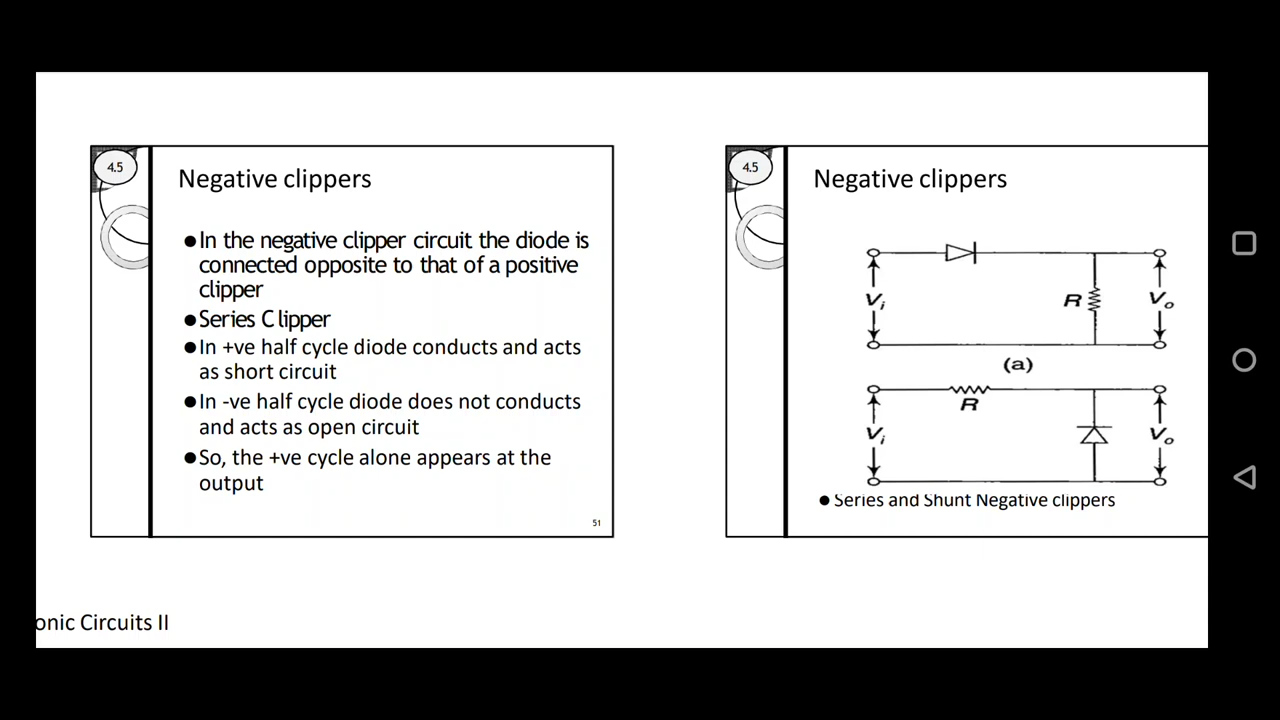 4.5
Negative clippers
●In the negative clipper circuit the diode is
connected opposite to that of a positive
clipper
●Series Clipper
●In +ve half cycle diode conducts and acts
as short circuit
●In -ve half cycle diode does not conducts
and acts as open circuit
●So, the +ve cycle alone appears at the
output
51
4.5
Negative clippers
Vi
R
Vo
(a)
R
Vi
Vo
●Series and Shunt Negative clippers
onic Circuits II